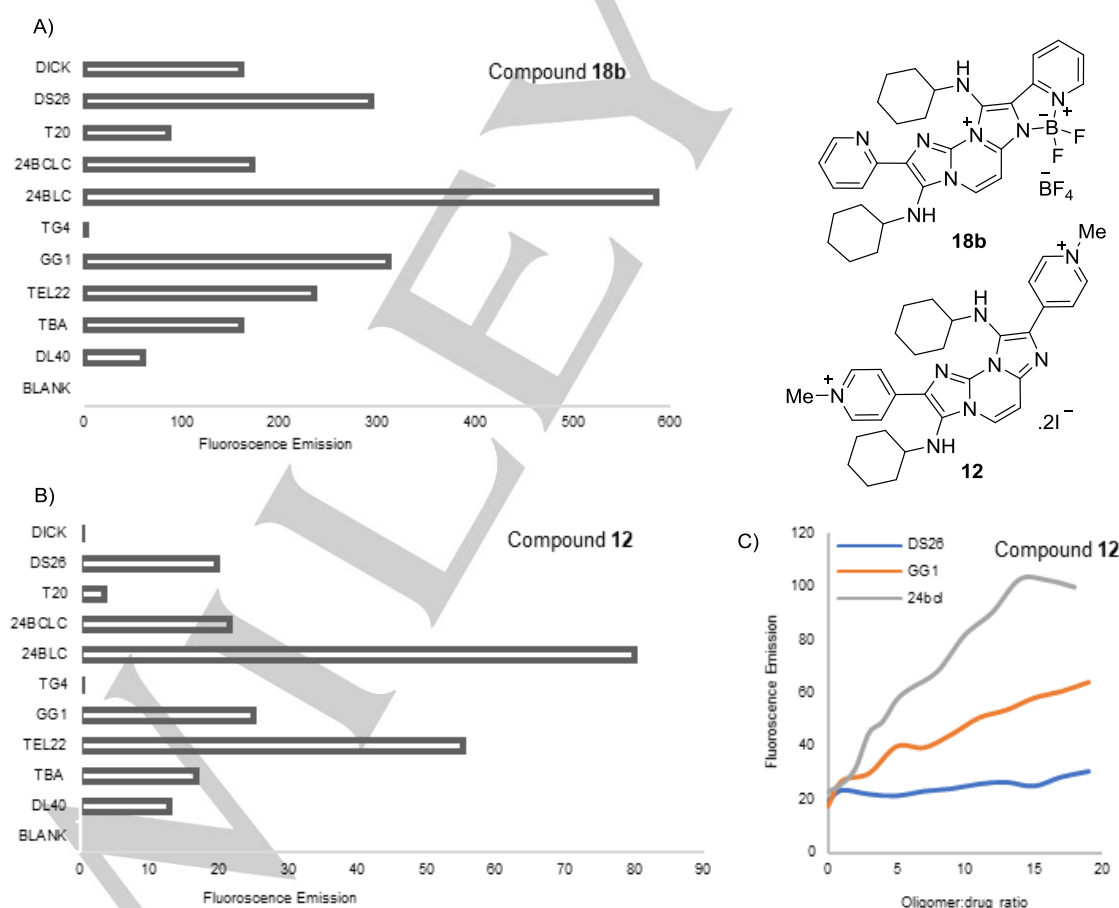 A)
Compound 18b
DICK
DS26
T20
24BCLC
24BLC
TG4
GG1
TEL22
TBA
DL40
BLANK
0 100 200 300 400 500 600
Fluoroscence Emission
H
N
N
N
+
N
N
N
N
+
−
B
F
F
−
BF4
NH
18b
Me
+
N
H
N
N
N
N
N
N
+
Me
NH
.2I −
12
B)
Compound 12
DICK
DS26
T20
24BCLC
24BLC
TG4
GG1
TEL22
TBA
DL40
BLANK
0 10 20 30 40 50 60 70 80 90
Fluoroscence Emission
C)
Compound 12
DS26
GG1
24bcl
120
100
80
60
40
20
0
0 5 10 15 20
Fluoroscence Emission
Oligomer:drug ratio
WILEY